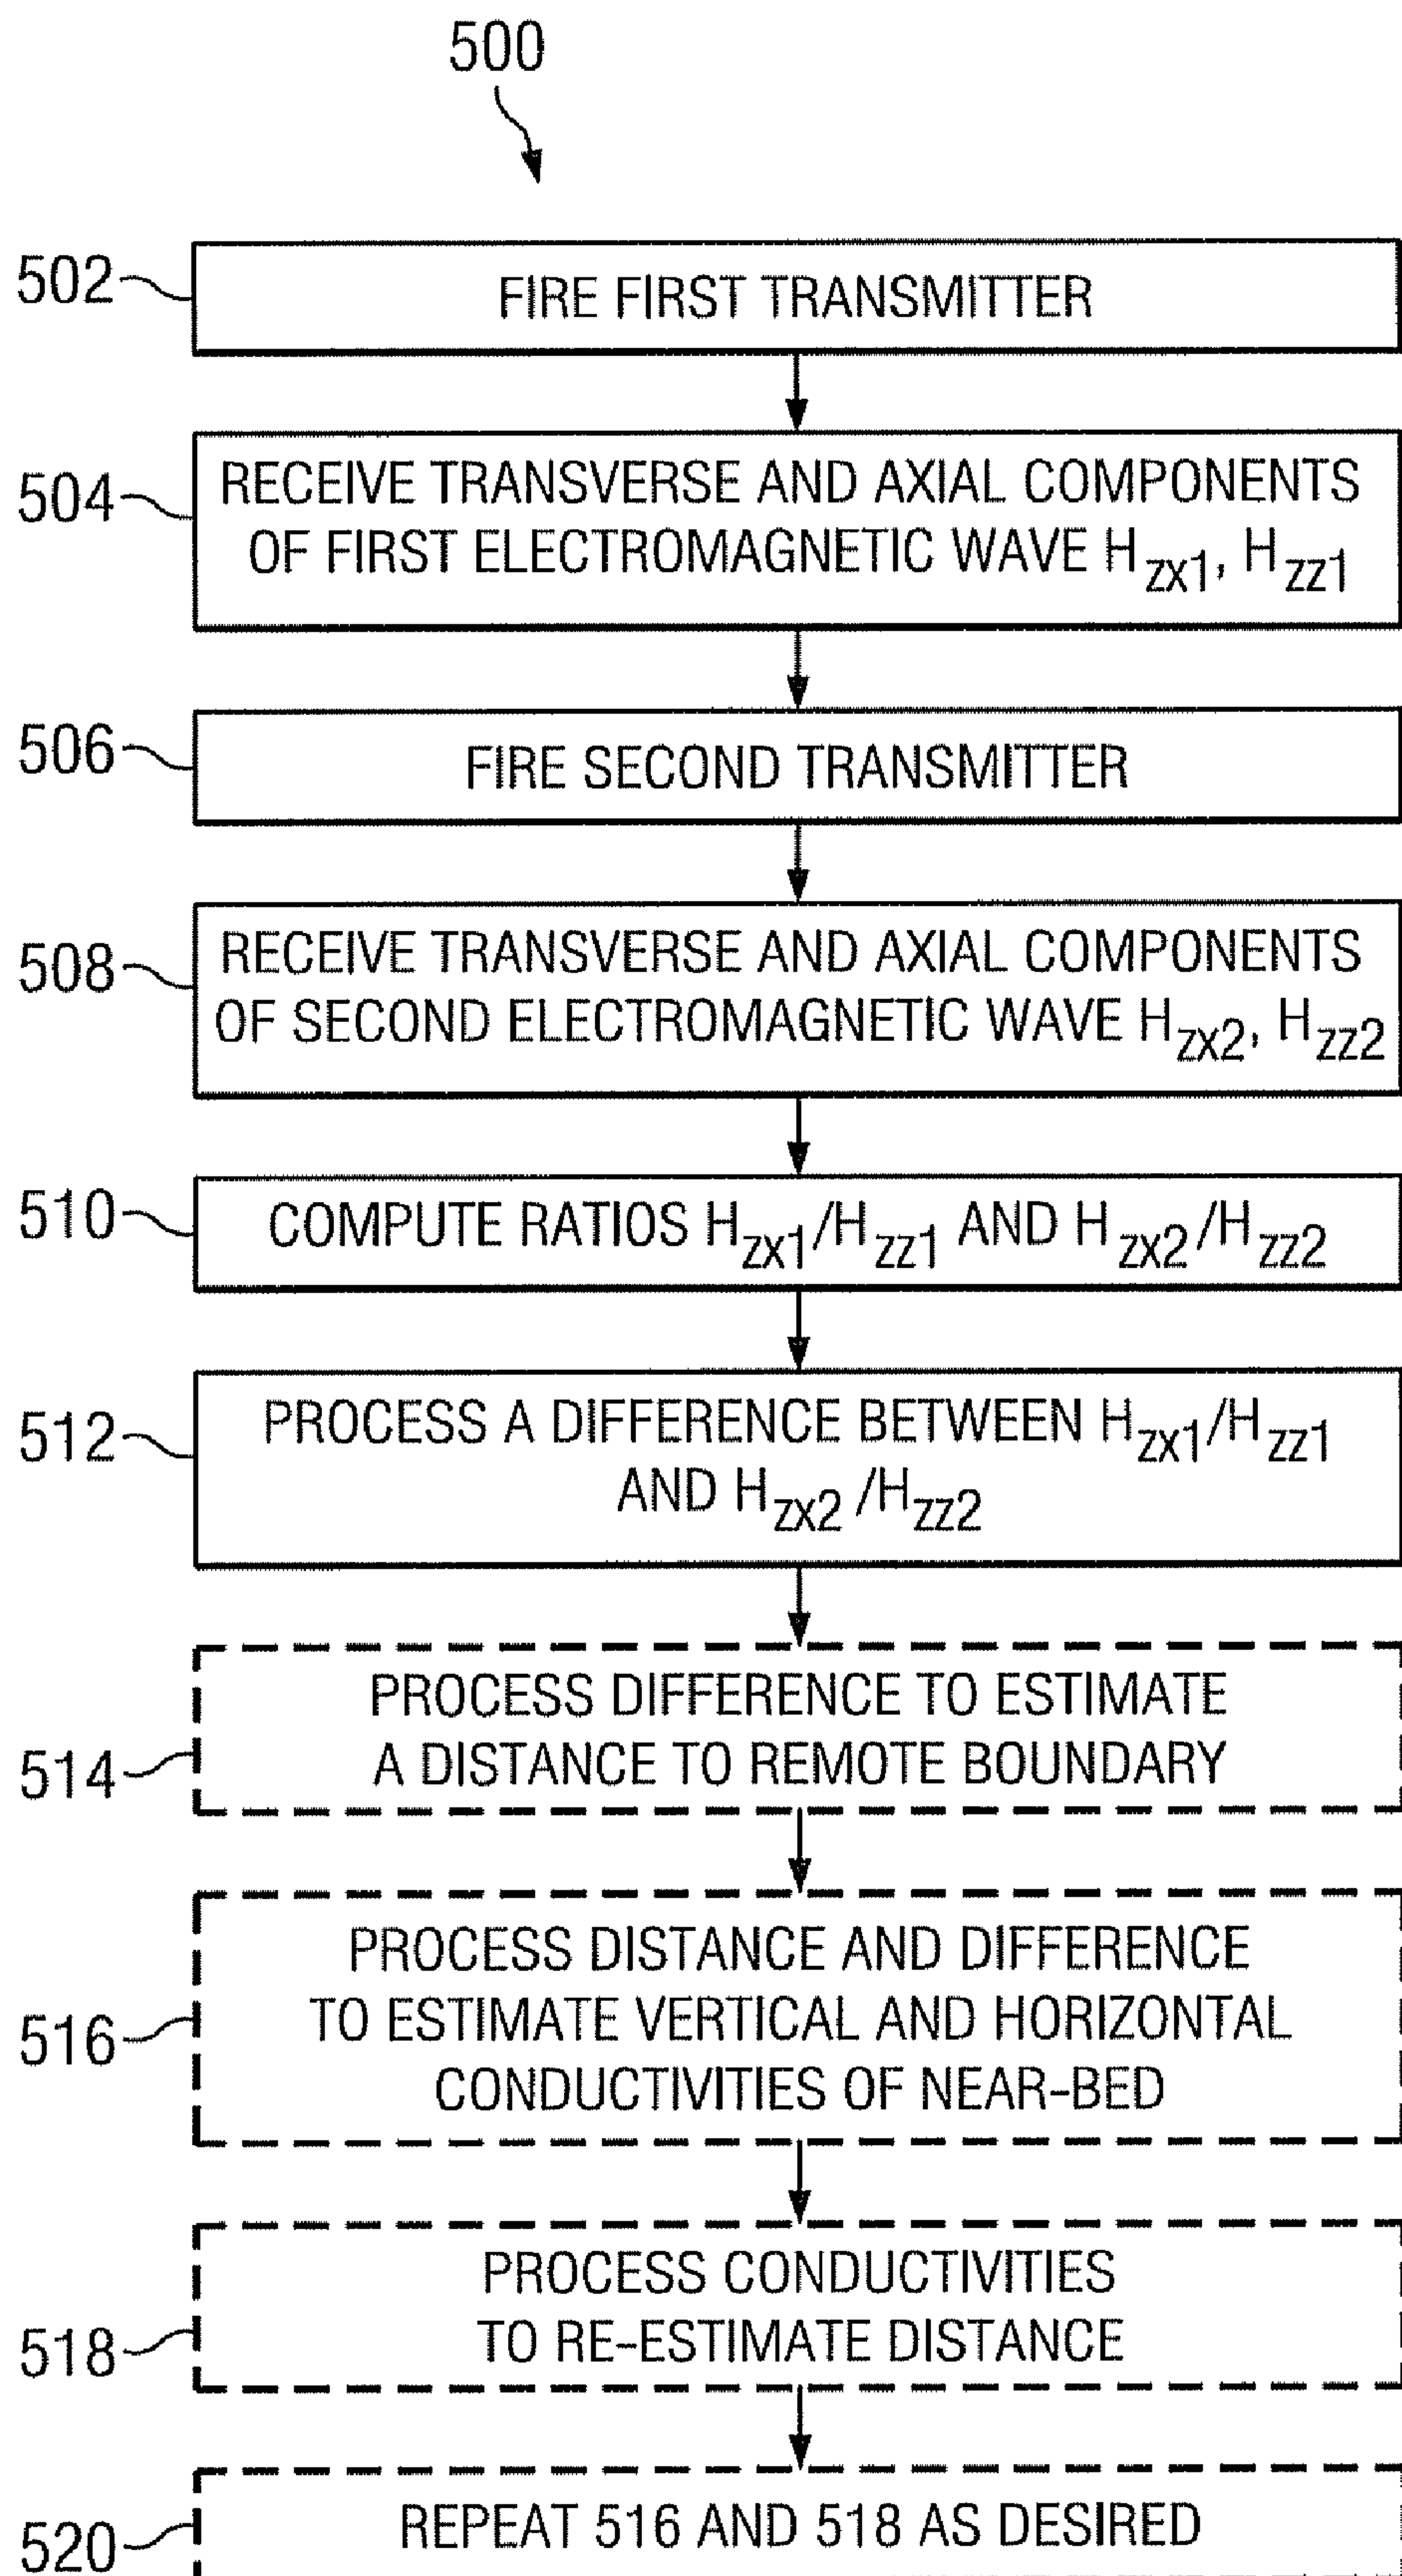 500
502
FIRE FIRST TRANSMITTER
504
RECEIVE TRANSVERSE AND AXIAL COMPONENTS
OF FIRST ELECTROMAGNETIC WAVE Hzx1, Hzz1
506
FIRE SECOND TRANSMITTER
508
RECEIVE TRANSVERSE AND AXIAL COMPONENTS
OF SECOND ELECTROMAGNETIC WAVE Hzx2, Hzz2
510
COMPUTE RATIOS Hzx1/Hzz1 AND Hzx2/Hzz2
512
PROCESS A DIFFERENCE BETWEEN Hzx1/Hzz1
AND Hzx2/Hzz2
514
PROCESS DIFFERENCE TO ESTIMATE
A DISTANCE TO REMOTE BOUNDARY
516
PROCESS DISTANCE AND DIFFERENCE
TO ESTIMATE VERTICAL AND HORIZONTAL
CONDUCTIVITIES OF NEAR-BED
518
PROCESS CONDUCTIVITIES
TO RE-ESTIMATE DISTANCE
520
REPEAT 516 AND 518 AS DESIRED